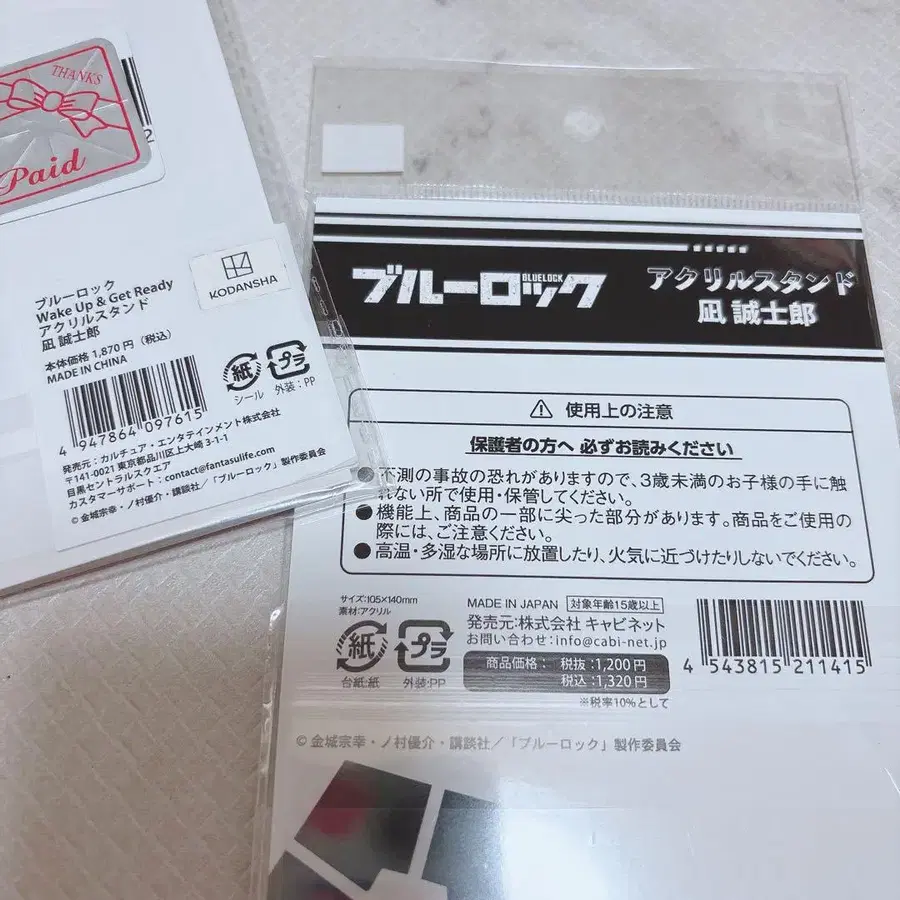 THANKS
Paid
2
ブルーロック
Wake Up & Get Ready
アクリルスタンド
凪 誠士郎
本体価格 1,870円（税込）
MADE IN CHINA
KODANSHA
紙
シール
プラ
外装：PP
4 947864 097615
発売元：カルチュア・エンタテインメント株式会社
〒141-0021 東京都品川区上大崎 3-1-1
目黒セントラルスクエア
カスタマーサポート：contact@fantasulife.com
© 金城宗幸・ノ村優介・講談社／「ブルーロック」製作委員会
ブルーロック
BLUELOCK
アクリルスタンド
凪 誠士郎
使用上の注意
保護者の方へ 必ずお読みください
●不測の事故の恐れがありますので、3歳未満のお子様の手に触
れない所で使用・保管してください。
●機能上、商品の一部に尖った部分があります。商品をご使用の
際には、ご注意ください。
●高温・多湿な場所に放置したり、火気に近づけたりしないでください。
サイズ：105×140mm
素材：アクリル
紙
台紙：紙
プラ
外装：PP
MADE IN JAPAN 対象年齢15歳以上
発売元：株式会社 キャビネット
お問い合わせ：info@cabi-net.jp
商品価格： 税抜：1,200円
税込：1,320円
※税率10%として
4 543815 211415
© 金城宗幸・ノ村優介・講談社／「ブルーロック」製作委員会